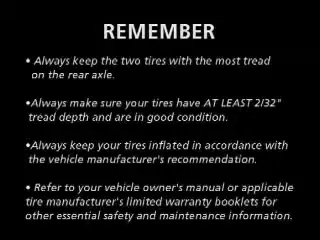 REMEMBER
• Always keep the two tires with the most tread
on the rear axle.
•Always make sure your tires have AT LEAST 2/32"
tread depth and are in good condition.
•Always keep your tires inflated in accordance with
the vehicle manufacturer's recommendation.
• Refer to your vehicle owner's manual or applicable
tire manufacturer's limited warranty booklets for
other essential safety and maintenance information.